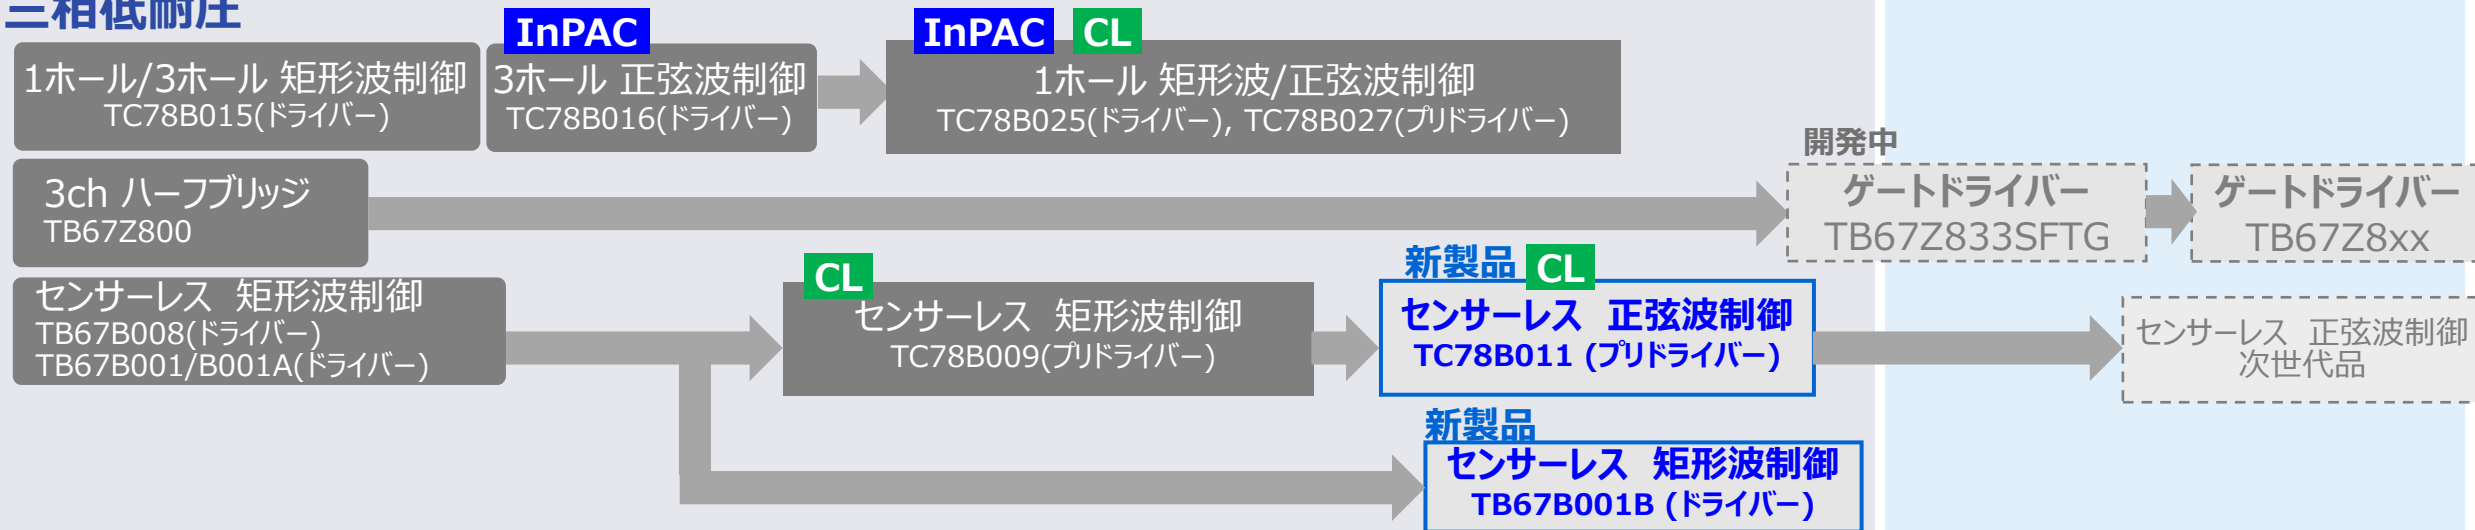 三相低耐圧
InPAC
1ホール/3ホール 矩形波制御
TC78B015(ドライバー)
3ホール 正弦波制御
TC78B016(ドライバー)
InPAC
CL
1ホール 矩形波/正弦波制御
TC78B025(ドライバー), TC78B027(プリドライバー)
3ch ハーフブリッジ
TB67Z800
開発中
ゲートドライバー
TB67Z833SFTG
ゲートドライバー
TB67Z8xx
センサーレス 矩形波制御
TB67B008(ドライバー)
TB67B001/B001A(ドライバー)
CL
センサーレス 矩形波制御
TC78B009(プリドライバー)
新製品
CL
センサーレス 正弦波制御
TC78B011 (プリドライバー)
センサーレス 正弦波制御
次世代品
新製品
センサーレス 矩形波制御
TB67B001B (ドライバー)